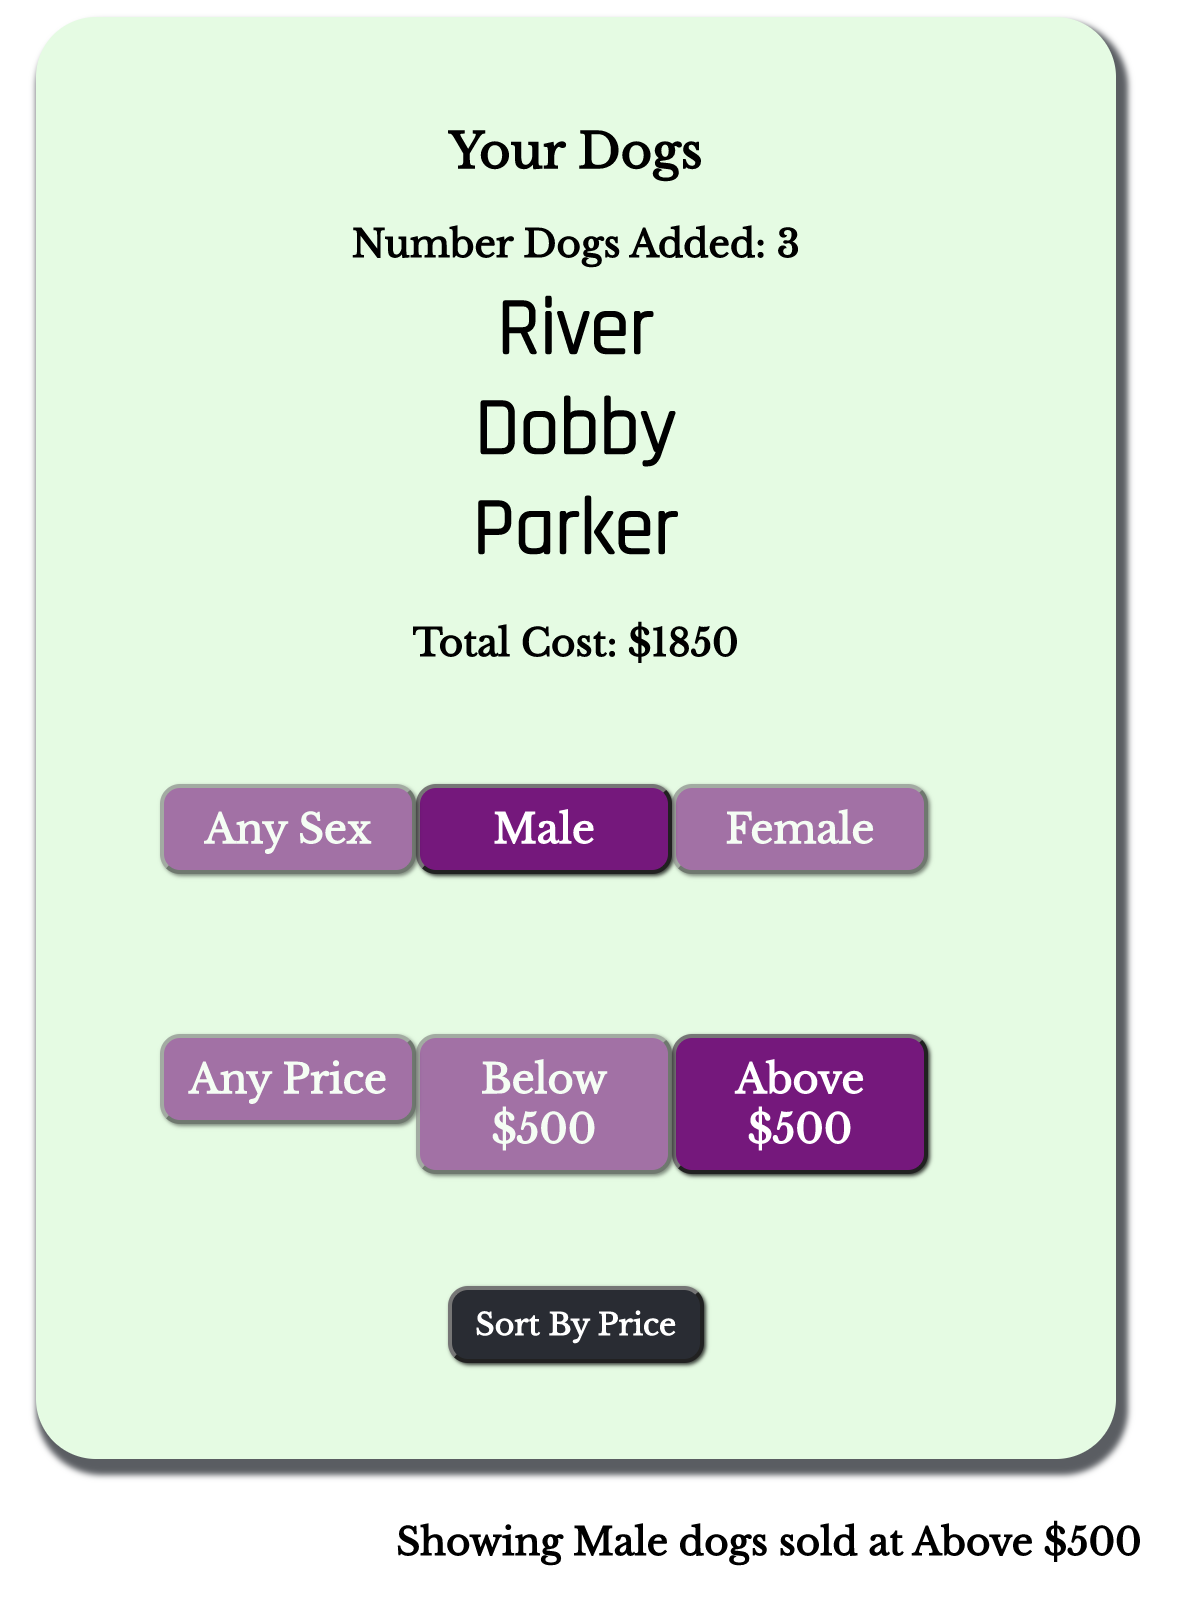 Your Dogs
Number Dogs Added: 3
River
Dobby
Parker
Total Cost: $1850
Any Sex
Male
Female
Any Price
Below
$500
Above
$500
Sort By Price
Showing Male dogs sold at Above $500